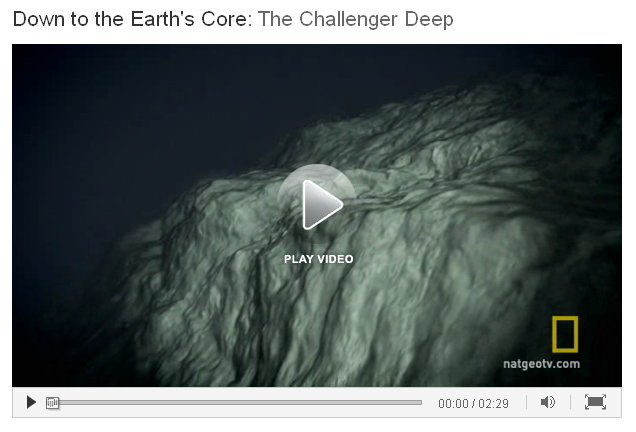 Down to the Earth's Core: The Challenger Deep
PLAY VIDEO
natgeotv.com
00:00 / 02:29